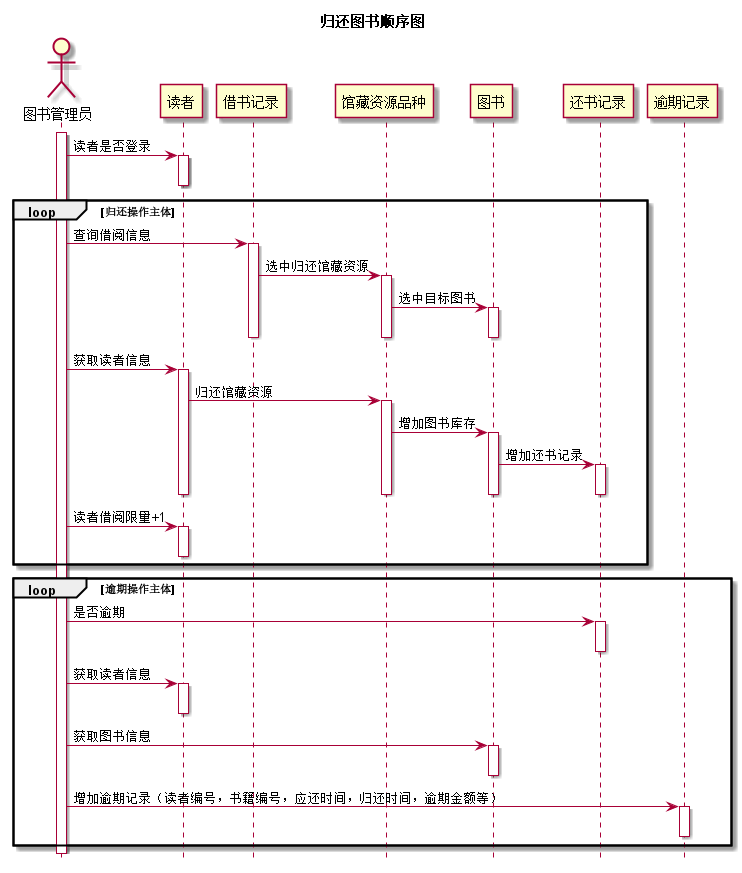 归还图书顺序图
图书管理员
读者
借书记录
馆藏资源品种
图书
还书记录
逾期记录
读者是否登录
loop [归还操作主体]
查询借阅信息
选中归还馆藏资源
选中目标图书
获取读者信息
归还馆藏资源
增加图书库存
增加还书记录
读者借阅限量+1
loop [逾期操作主体]
是否逾期
获取读者信息
获取图书信息
增加逾期记录（读者编号，书籍编号，应还时间，归还时间，逾期金额等）